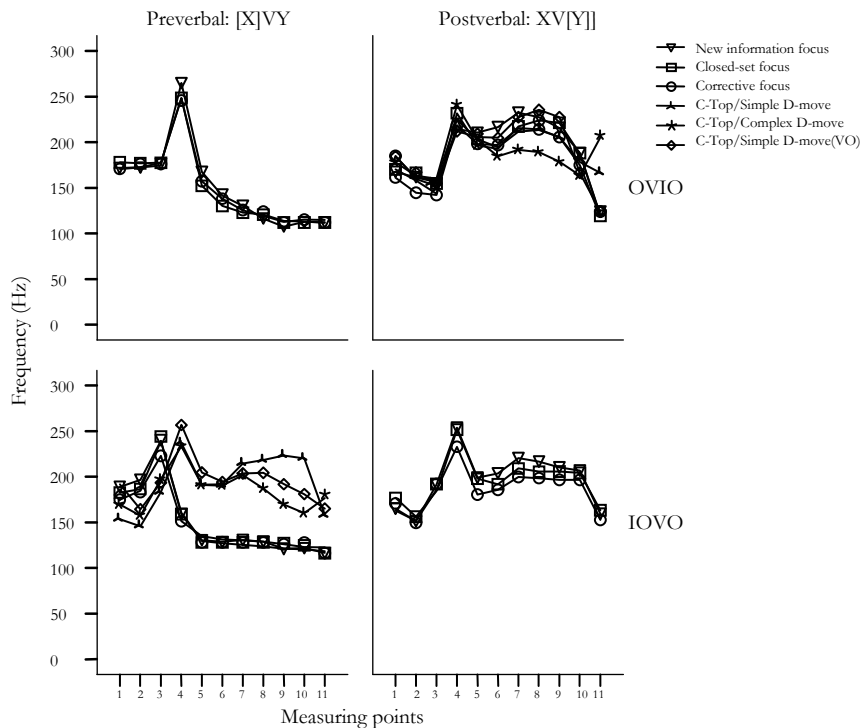 Preverbal: [X]VY
Postverbal: XV[Y]]
300
250
200
150
100
50
0
New information focus
Closed-set focus
Corrective focus
C-Top/Simple D-move
C-Top/Complex D-move
C-Top/Simple D-move(VO)
OVIO
Frequency (Hz)
300
250
200
150
100
50
0
IOVO
1 2 3 4 5 6 7 8 9 10 11
1 2 3 4 5 6 7 8 9 10 11
Measuring points